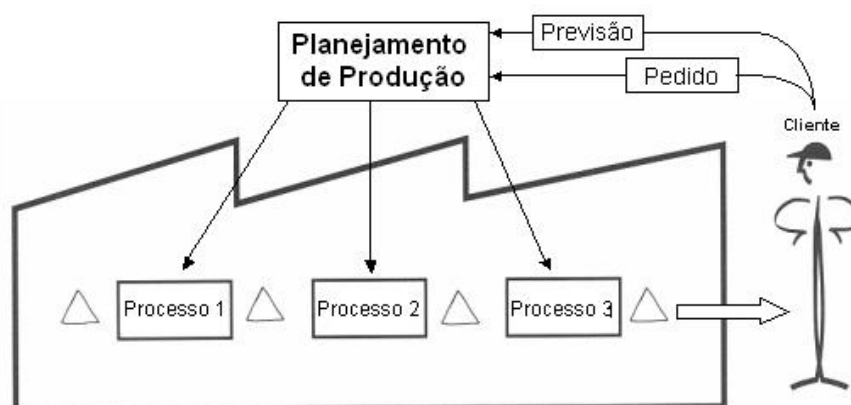 Planejamento
de Produção
Previsão
Pedido
Cliente
Processo 1
Processo 2
Processo 3